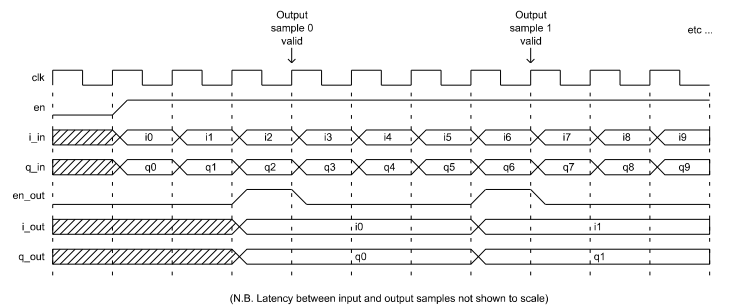 Output
sample 0
valid
Output
sample 1
valid
etc ...
clk
en
i_in i0 i1 i2 i3 i4 i5 i6 i7 i8 i9
q_in q0 q1 q2 q3 q4 q5 q6 q7 q8 q9
en_out
i_out i0 i1
q_out q0 q1
(N.B. Latency between input and output samples not shown to scale)